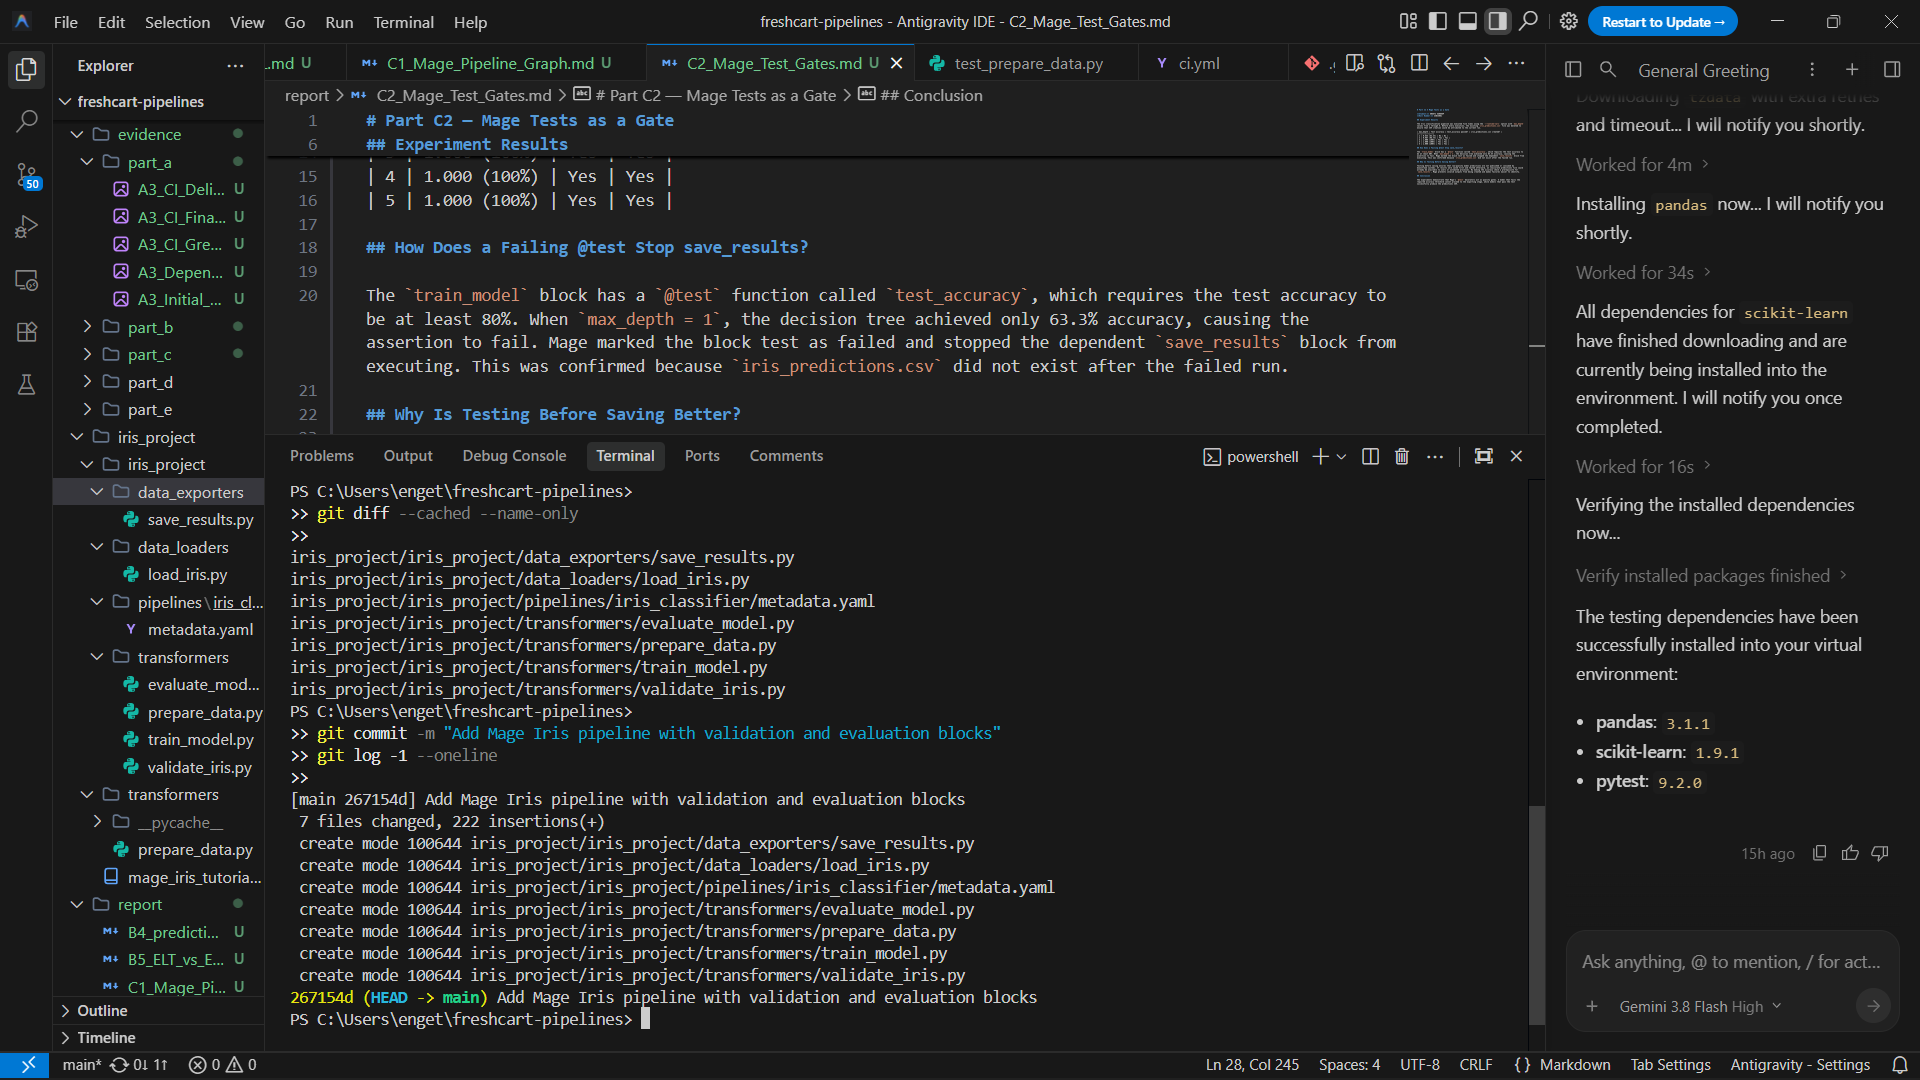 File Edit Selection View Go Run Terminal Help
freshcart-pipelines - Antigravity IDE - C2_Mage_Test_Gates.md
Restart to Update →
Explorer
freshcart-pipelines
evidence
part_a
A3_CI_Deli... U
A3_CI_Fina... U
A3_CI_Gre... U
A3_Depen... U
A3_Initial_... U
part_b
part_c
part_d
part_e
iris_project
iris_project
data_exporters
save_results.py
data_loaders
load_iris.py
pipelines\iris_cl...
metadata.yaml
transformers
evaluate_mod...
prepare_data.py
train_model.py
validate_iris.py
transformers
__pycache__
prepare_data.py
mage_iris_tutoria...
report
B4_predicti... U
B5_ELT_vs_E... U
C1_Mage_Pi... U
Outline
Timeline
50
.md U
C1_Mage_Pipeline_Graph.md U
C2_Mage_Test_Gates.md U
test_prepare_data.py
ci.yml
report > C2_Mage_Test_Gates.md > # Part C2 — Mage Tests as a Gate > ## Conclusion
1 # Part C2 — Mage Tests as a Gate
6 ## Experiment Results
15 | 4 | 1.000 (100%) | Yes | Yes |
16 | 5 | 1.000 (100%) | Yes | Yes |
17
18 ## How Does a Failing @test Stop save_results?
19
20 The `train_model` block has a `@test` function called `test_accuracy`, which requires the test accuracy to
be at least 80%. When `max_depth = 1`, the decision tree achieved only 63.3% accuracy, causing the
assertion to fail. Mage marked the block test as failed and stopped the dependent `save_results` block from
executing. This was confirmed because `iris_predictions.csv` did not exist after the failed run.
21
22 ## Why Is Testing Before Saving Better?
Problems Output Debug Console Terminal Ports Comments
powershell
PS C:\Users\enget\freshcart-pipelines>
>> git diff --cached --name-only
>>
iris_project/iris_project/data_exporters/save_results.py
iris_project/iris_project/data_loaders/load_iris.py
iris_project/iris_project/pipelines/iris_classifier/metadata.yaml
iris_project/iris_project/transformers/evaluate_model.py
iris_project/iris_project/transformers/prepare_data.py
iris_project/iris_project/transformers/train_model.py
iris_project/iris_project/transformers/validate_iris.py
PS C:\Users\enget\freshcart-pipelines>
>> git commit -m "Add Mage Iris pipeline with validation and evaluation blocks"
>> git log -1 --oneline
>>
[main 267154d] Add Mage Iris pipeline with validation and evaluation blocks
7 files changed, 222 insertions(+)
create mode 100644 iris_project/iris_project/data_exporters/save_results.py
create mode 100644 iris_project/iris_project/data_loaders/load_iris.py
create mode 100644 iris_project/iris_project/pipelines/iris_classifier/metadata.yaml
create mode 100644 iris_project/iris_project/transformers/evaluate_model.py
create mode 100644 iris_project/iris_project/transformers/prepare_data.py
create mode 100644 iris_project/iris_project/transformers/train_model.py
create mode 100644 iris_project/iris_project/transformers/validate_iris.py
267154d (HEAD -> main) Add Mage Iris pipeline with validation and evaluation blocks
PS C:\Users\enget\freshcart-pipelines>
General Greeting
Downloading tzdata with extra retries
and timeout... I will notify you shortly.
Worked for 4m >
Installing pandas now... I will notify you
shortly.
Worked for 34s >
All dependencies for scikit-learn
have finished downloading and are
currently being installed into the
environment. I will notify you once
completed.
Worked for 16s >
Verifying the installed dependencies
now...
Verify installed packages finished >
The testing dependencies have been
successfully installed into your virtual
environment:
• pandas: 3.1.1
• scikit-learn: 1.9.1
• pytest: 9.2.0
15h ago
Ask anything, @ to mention, / for act...
Gemini 3.8 Flash High
main* 0↓ 1↑ 0 0
Ln 28, Col 245 Spaces: 4 UTF-8 CRLF {} Markdown Tab Settings Antigravity - Settings